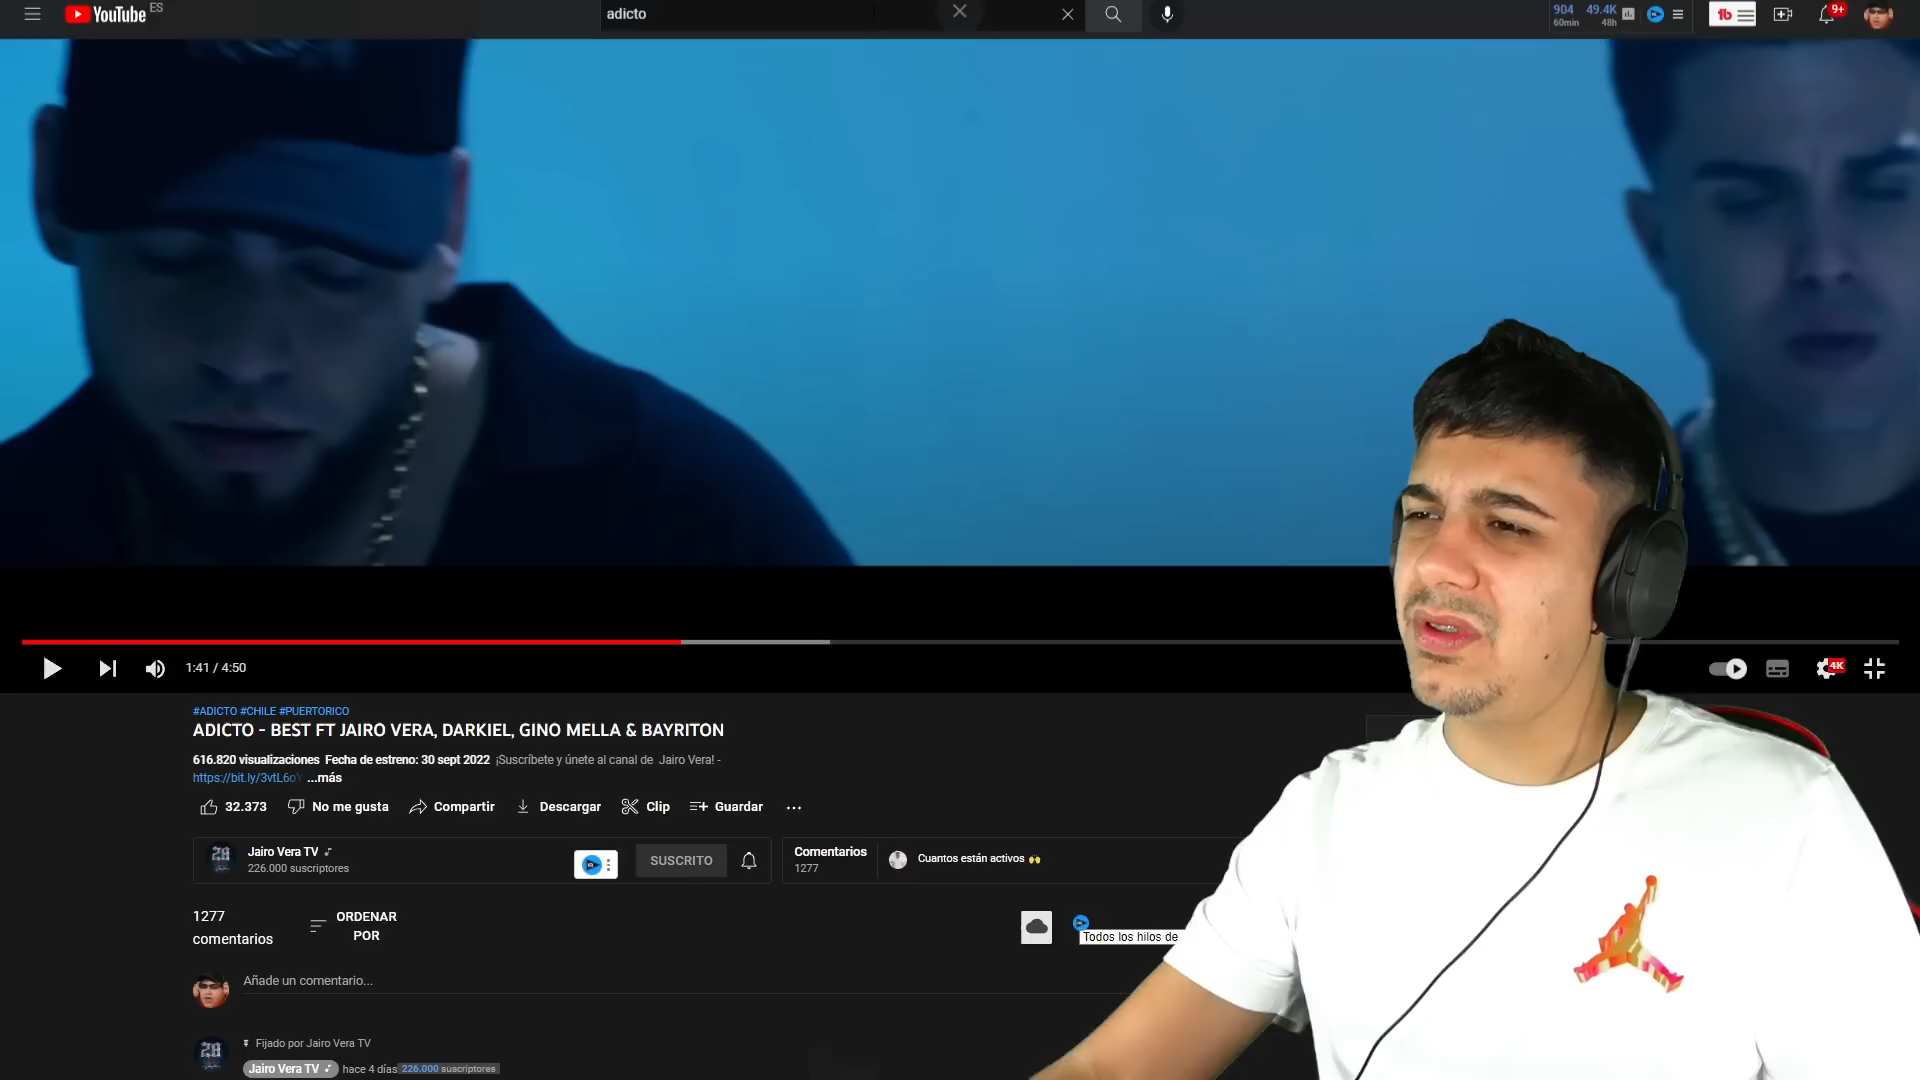 YouTube ES
adicto
904
60min
49.4K
48h
tb
9+
1:41 / 4:50
4K
#ADICTO #CHILE #PUERTORICO
ADICTO - BEST FT JAIRO VERA, DARKIEL, GINO MELLA & BAYRITON
616.820 visualizaciones Fecha de estreno: 30 sept 2022 ¡Suscríbete y únete al canal de Jairo Vera! -
https://bit.ly/3vtL6oY ...más
32.373 No me gusta Compartir Descargar Clip Guardar ...
Jairo Vera TV
226.000 suscriptores
SUSCRITO
Comentarios
1277
Cuantos están activos 🙌
1277
comentarios
ORDENAR
POR
Todos los hilos de
Añade un comentario...
Fijado por Jairo Vera TV
Jairo Vera TV hace 4 días 226.000 suscriptores